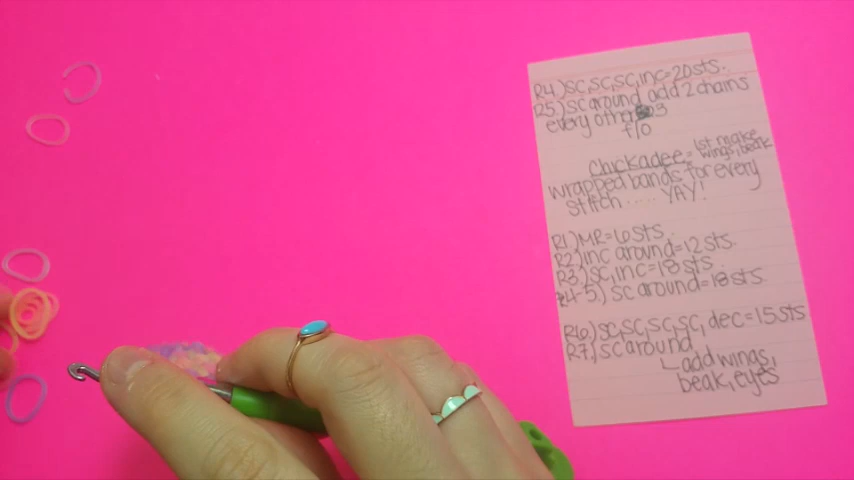 R4.) SC, SC, SC, inc = 20 sts.
R5.) SC around add 2 chains
every other 3
f/o
chickadee = 1st make
wings, beak
wrapped bands for every
stitch ..... YAY!
R1.) MR = 6 sts.
R2.) inc around = 12 sts.
R3.) SC, inc = 18 sts.
R4-5.) SC around = 18 sts
R6.) SC, SC, SC, SC, dec = 15 sts
R7.) SC around
add wings,
beak, eyes